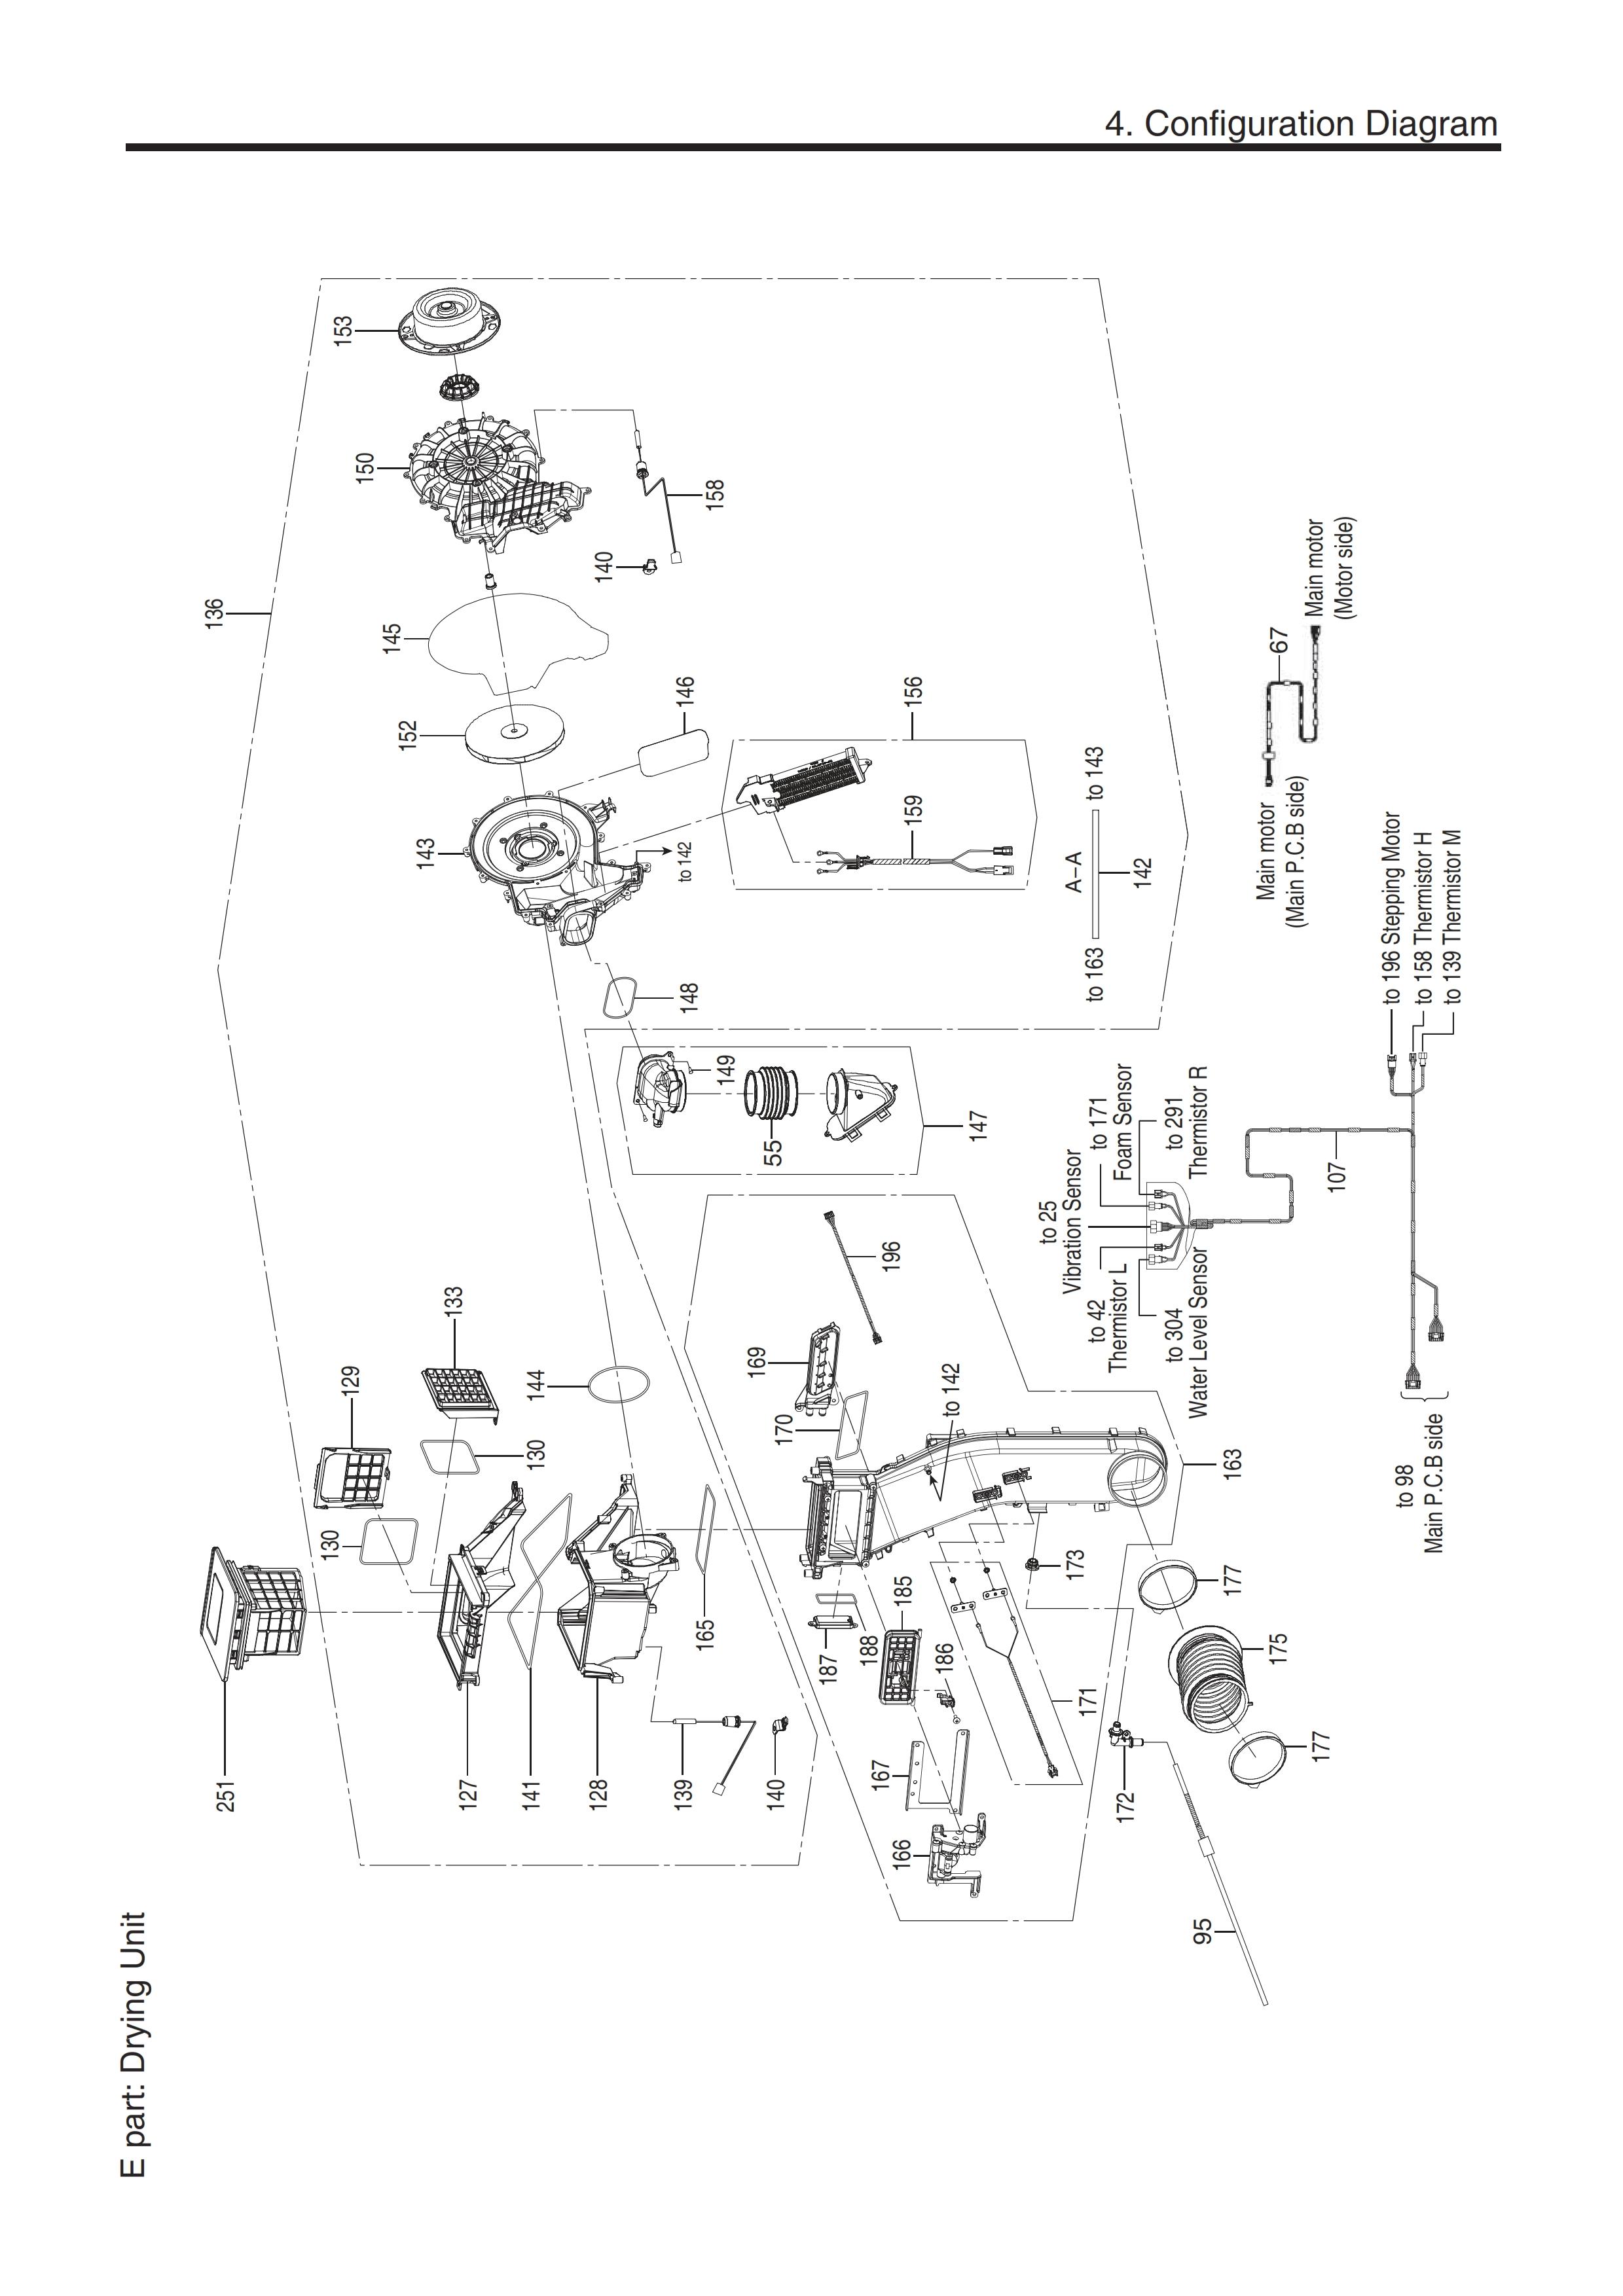 4. Configuration Diagram
E part: Drying Unit
136
153
150
158
140
145
152
146
143
to 142
156
159
A–A
to 163
to 143
142
148
149
55
147
Main motor
(Motor side)
67
Main motor
(Main P.C.B side)
to 196 Stepping Motor
to 158 Thermistor H
to 139 Thermistor M
to 25
Vibration Sensor
to 171
Foam Sensor
to 291
Thermistor R
to 42
Thermistor L
to 304
Water Level Sensor
107
to 98
Main P.C.B side
251
129
130
133
130
144
127
141
128
139
140
165
196
169
170
to 142
163
187
188
185
186
173
171
167
166
172
177
175
177
95